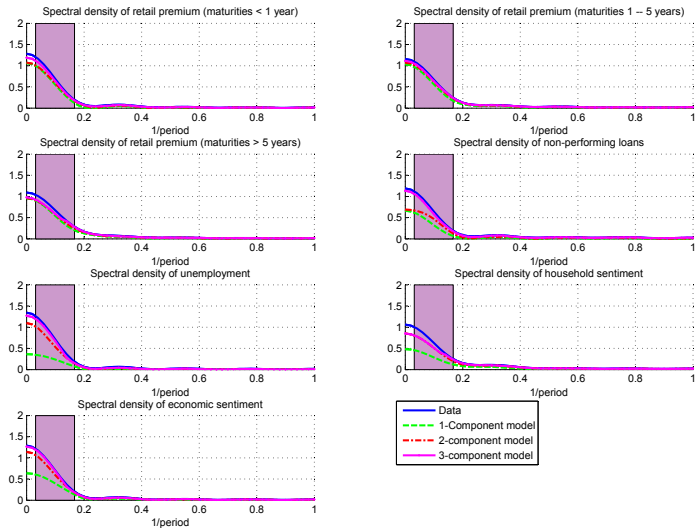 Spectral density of retail premium (maturities < 1 year)
2
1.5
1
0.5
0
0 0.2 0.4 0.6 0.8 1
1/period
Spectral density of retail premium (maturities 1 -- 5 years)
2
1.5
1
0.5
0
0 0.2 0.4 0.6 0.8 1
1/period
Spectral density of retail premium (maturities > 5 years)
2
1.5
1
0.5
0
0 0.2 0.4 0.6 0.8 1
1/period
Spectral density of non-performing loans
2
1.5
1
0.5
0
0 0.2 0.4 0.6 0.8 1
1/period
Spectral density of unemployment
2
1.5
1
0.5
0
0 0.2 0.4 0.6 0.8 1
1/period
Spectral density of household sentiment
2
1.5
1
0.5
0
0 0.2 0.4 0.6 0.8 1
1/period
Spectral density of economic sentiment
2
1.5
1
0.5
0
0 0.2 0.4 0.6 0.8 1
1/period
Data
1-Component model
2-component model
3-component model